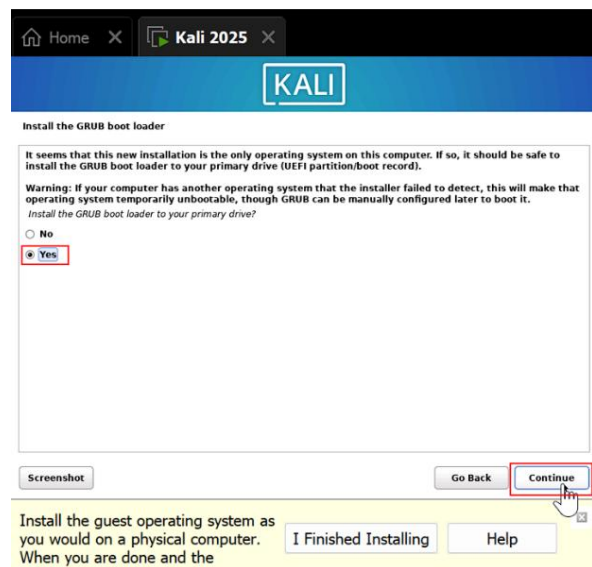 Home
Kali 2025
KALI
Install the GRUB boot loader
It seems that this new installation is the only operating system on this computer. If so, it should be safe to
install the GRUB boot loader to your primary drive (UEFI partition/boot record).
Warning: If your computer has another operating system that the installer failed to detect, this will make that
operating system temporarily unbootable, though GRUB can be manually configured later to boot it.
Install the GRUB boot loader to your primary drive?
No
Yes
Screenshot
Go Back
Continue
Install the guest operating system as
you would on a physical computer.
When you are done and the
I Finished Installing
Help